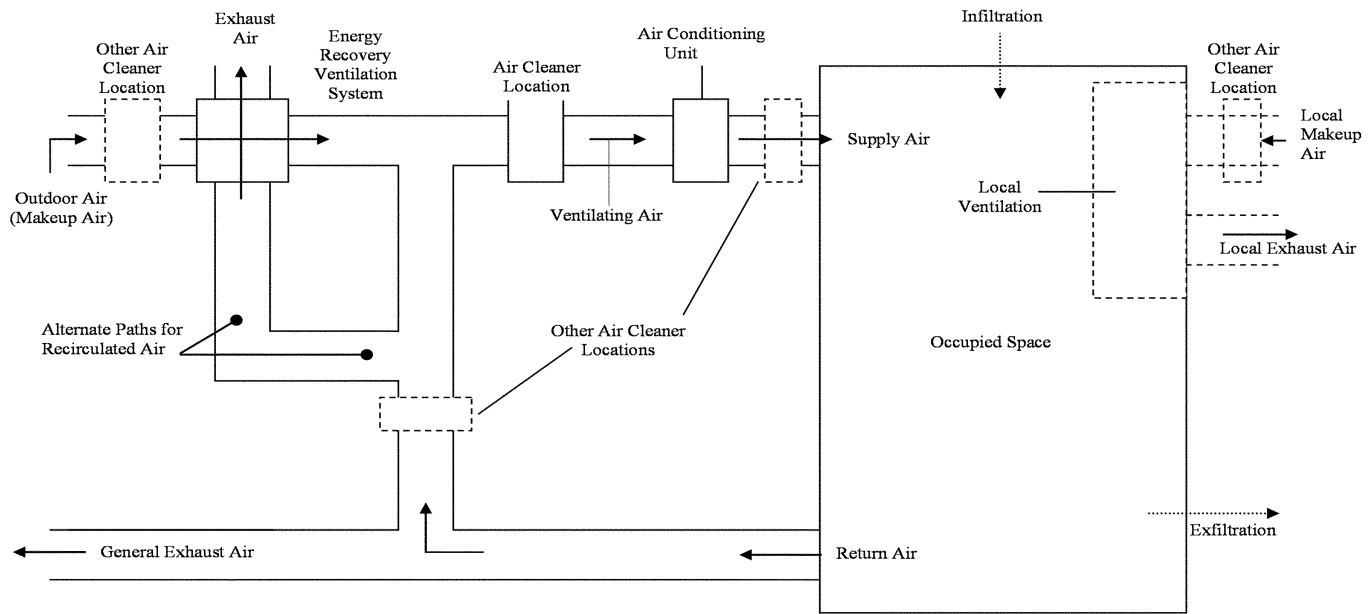 Exhaust
Air
Other Air
Cleaner
Location
Energy
Recovery
Ventilation
System
Air Cleaner
Location
Air Conditioning
Unit
Infiltration
Other Air
Cleaner
Location
Local
Makeup
Air
Supply Air
Outdoor Air
(Makeup Air)
Ventilating Air
Local
Ventilation
Local Exhaust Air
Alternate Paths for
Recirculated Air
Other Air Cleaner
Locations
Occupied Space
Exfiltration
General Exhaust Air
Return Air